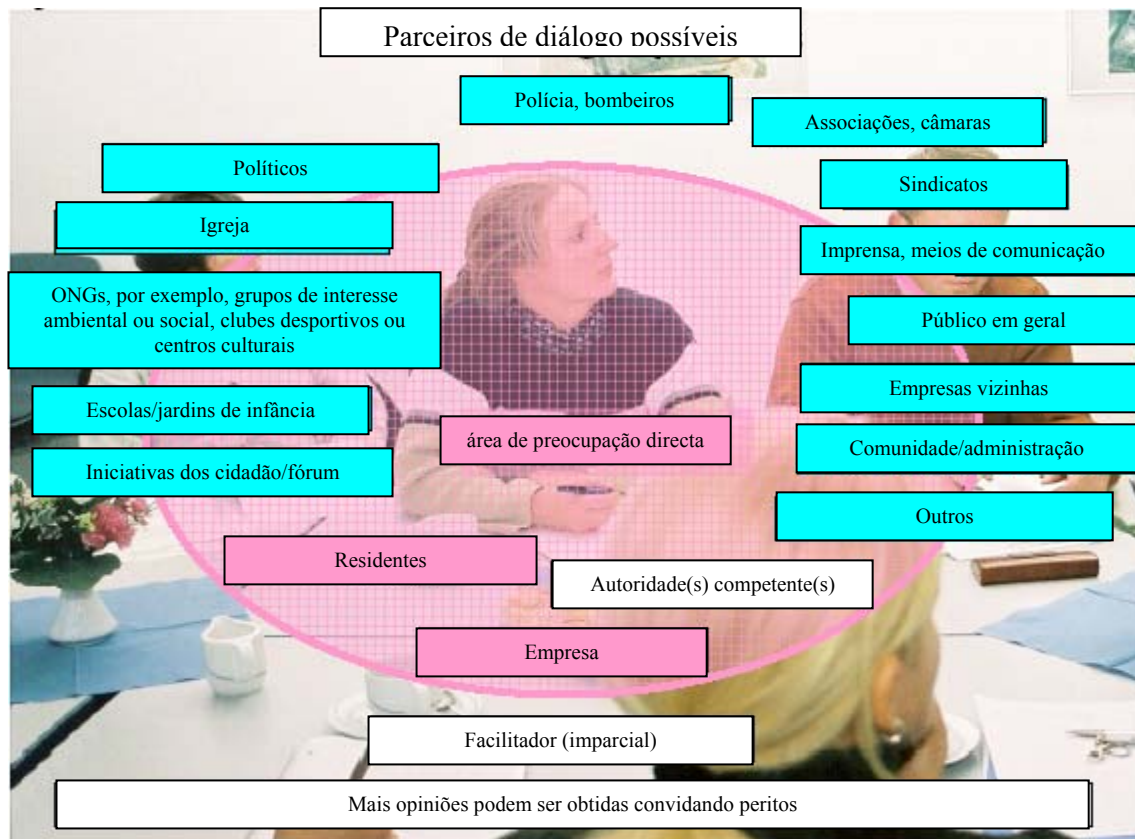 Parceiros de diálogo possíveis
Polícia, bombeiros
Associações, câmaras
Políticos
Sindicatos
Igreja
Imprensa, meios de comunicação
ONGs, por exemplo, grupos de interesse
ambiental ou social, clubes desportivos ou
centros culturais
Público em geral
Empresas vizinhas
Escolas/jardins de infância
área de preocupação directa
Comunidade/administração
Iniciativas dos cidadão/fórum
Outros
Residentes
Autoridade(s) competente(s)
Empresa
Facilitador (imparcial)
Mais opiniões podem ser obtidas convidando peritos